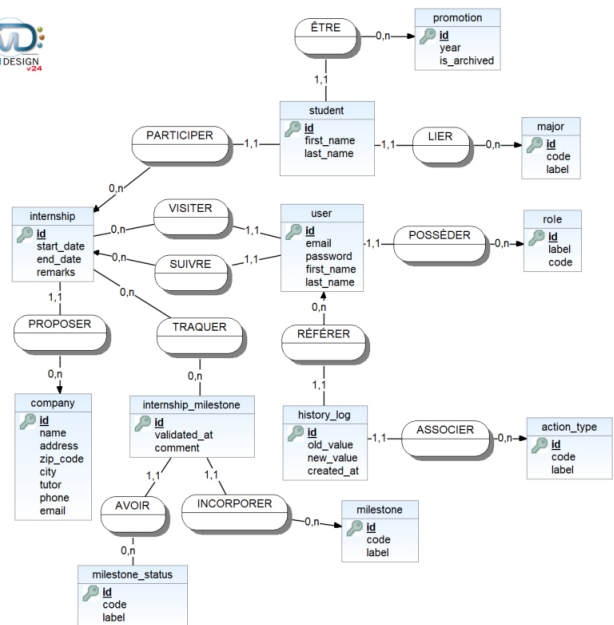 DESIGN
v24
ÊTRE
0,n
promotion
id
year
is_archived
1,1
student
id
first_name
last_name
PARTICIPER
1,1
1,1
LIER
0,n
major
id
code
label
0,n
internship
id
start_date
end_date
remarks
0,n
VISITER
1,1
0,n
SUIVRE
1,1
user
id
email
password
first_name
last_name
1,1
POSSÉDER
0,n
role
id
label
code
1,1
0,n
0,n
PROPOSER
TRAQUER
RÉFÉRER
0,n
0,n
1,1
company
id
name
address
zip_code
city
tutor
phone
email
internship_milestone
id
validated_at
comment
history_log
id
old_value
new_value
created_at
1,1
ASSOCIER
0,n
action_type
id
code
label
1,1
1,1
AVOIR
INCORPORER
0,n
milestone
id
code
label
0,n
milestone_status
id
code
label